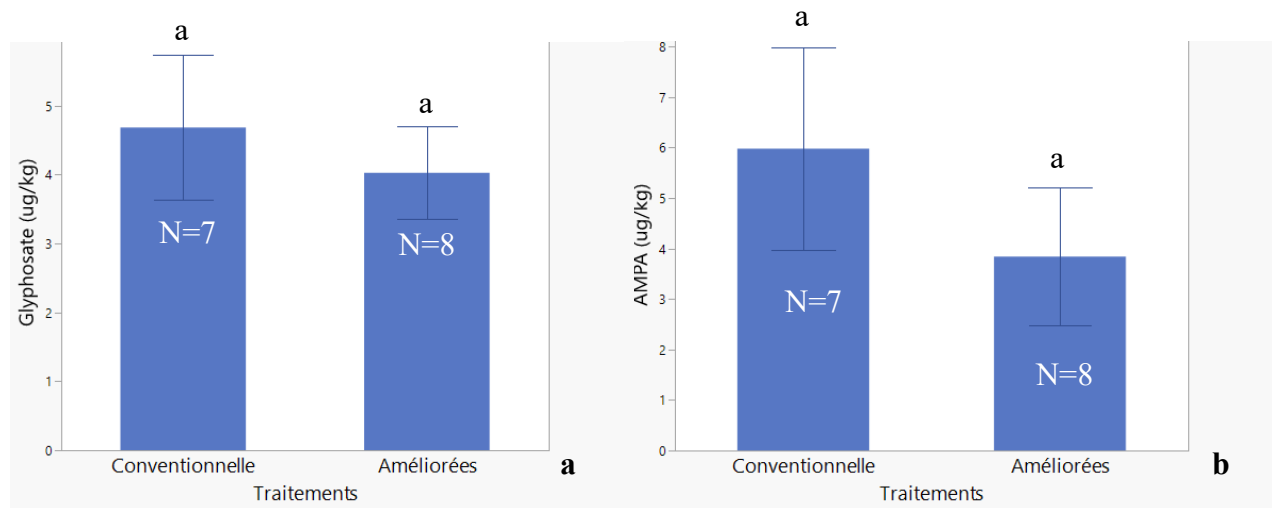 a
a
5
4
3
2
1
0
Glyphosate (ug/kg)
N=7
N=8
Conventionnelle
Améliorées
Traitements
a
a
a
8
7
6
5
4
3
2
1
0
AMPA (ug/kg)
N=7
N=8
Conventionnelle
Améliorées
Traitements
b